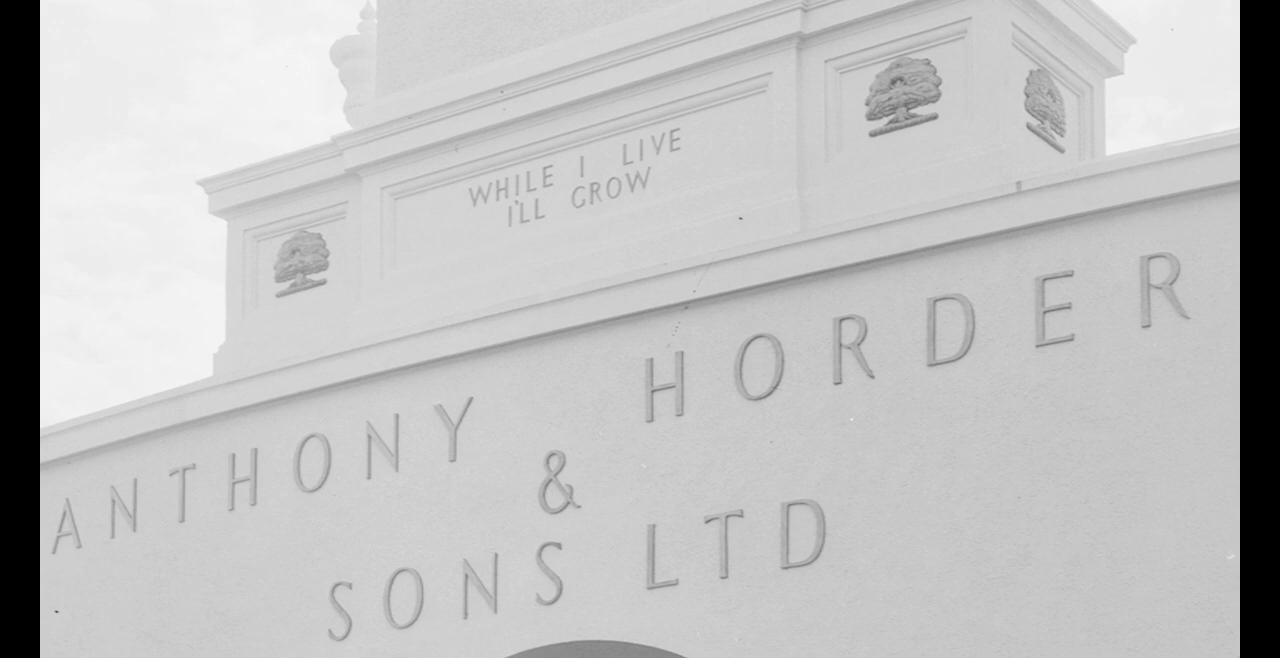 WHILE I LIVE
I'LL GROW
ANTHONY HORDER
&
SONS LTD